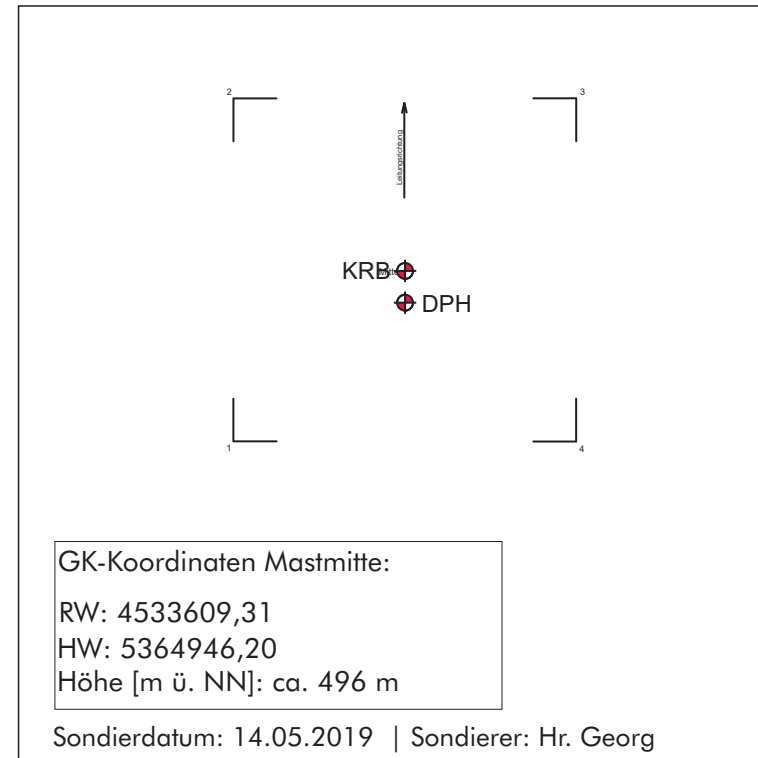 2
3
Leitungsrichtung
KRB Mitte
DPH
1
4
GK-Koordinaten Mastmitte:
RW: 4533609,31
HW: 5364946,20
Höhe [m ü. NN]: ca. 496 m
Sondierdatum: 14.05.2019 | Sondierer: Hr. Georg